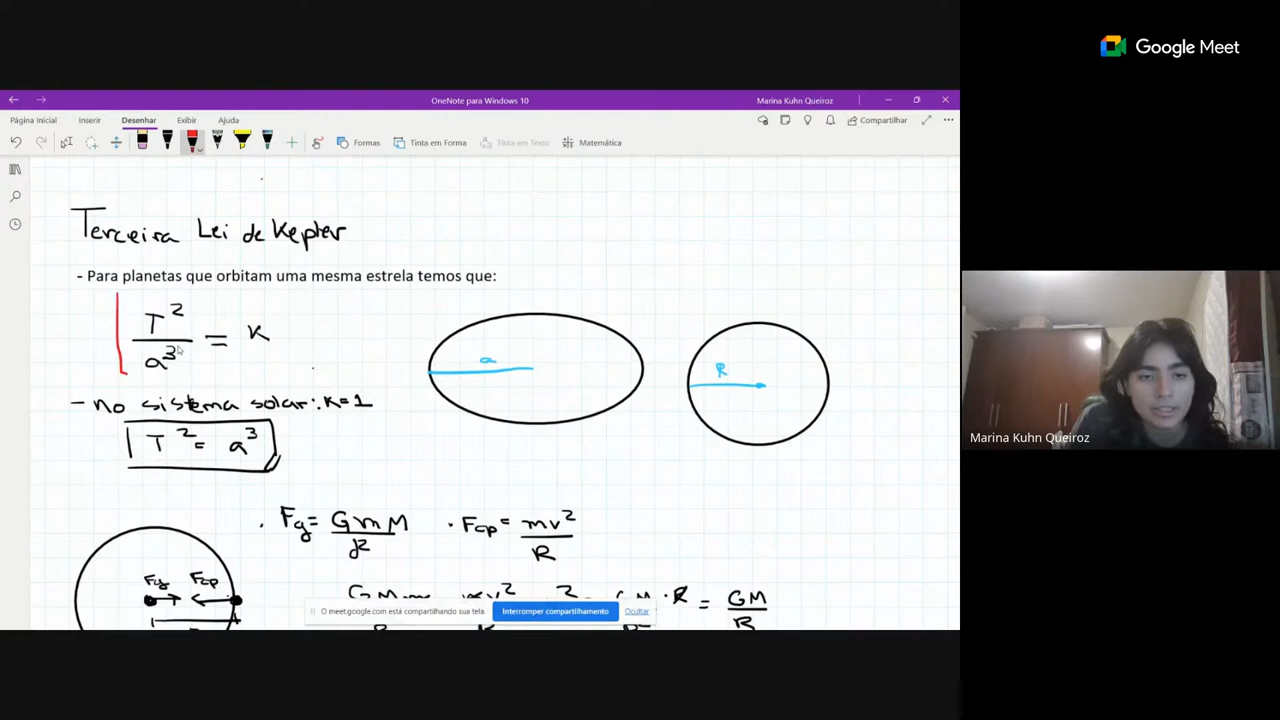 Google Meet
OneNote para Windows 10
Marina Kuhn Queiroz
Página Inicial Inserir Desenhar Exibir Ajuda
Compartilhar
Formas Tinta em Forma Tinta em Texto Matemática
Terceira Lei de Kepler
- Para planetas que orbitam uma mesma estrela temos que:
T²/a³ = K
a
R
- no sistema solar: K=1
T² = a³
Marina Kuhn Queiroz
· Fg = GmM/d² · Fcp = mv²/R
Fg Fcp
· R = GM/R
O meet.google.com está compartilhando sua tela.
Interromper compartilhamento
Ocultar